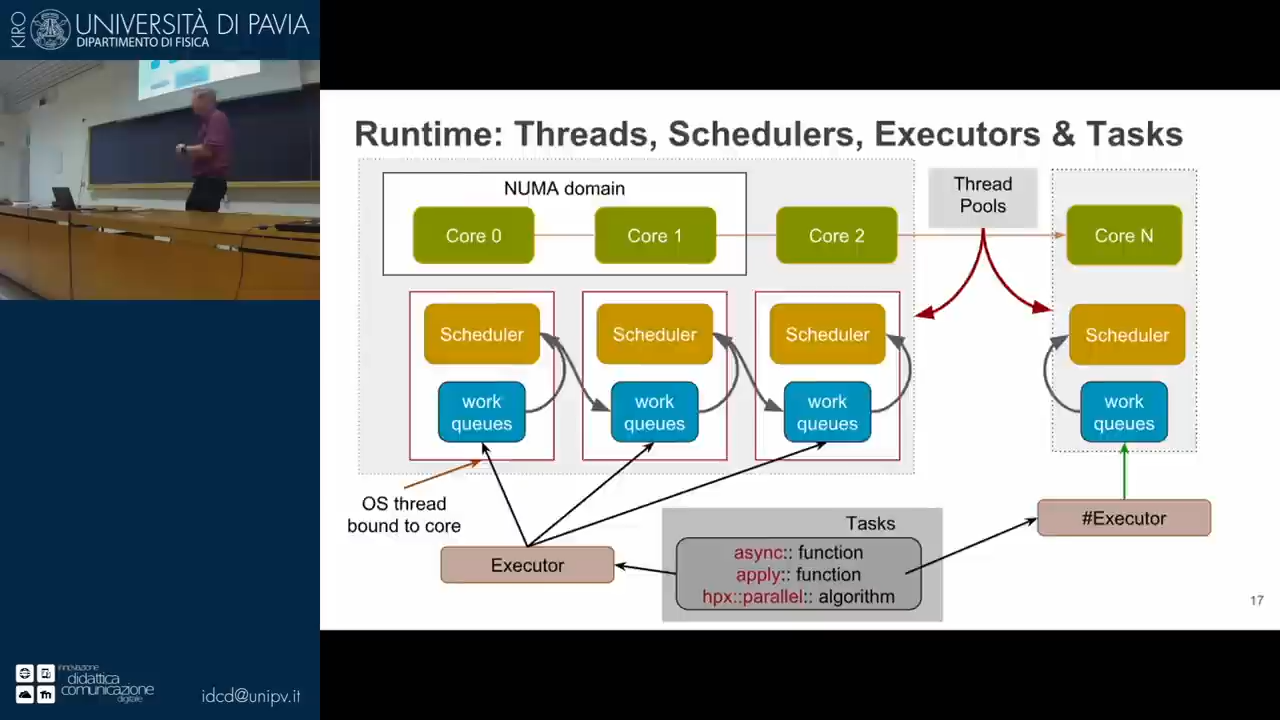 KIRO
UNIVERSITÀ DI PAVIA
DIPARTIMENTO DI FISICA
Runtime: Threads, Schedulers, Executors & Tasks
NUMA domain
Thread
Pools
Core 0
Core 1
Core 2
Core N
Scheduler
Scheduler
Scheduler
Scheduler
work
queues
work
queues
work
queues
work
queues
OS thread
bound to core
Tasks
#Executor
Executor
async:: function
apply:: function
hpx::parallel:: algorithm
17
innovazione
didattica
comunicazione
digitale
idcd@unipv.it